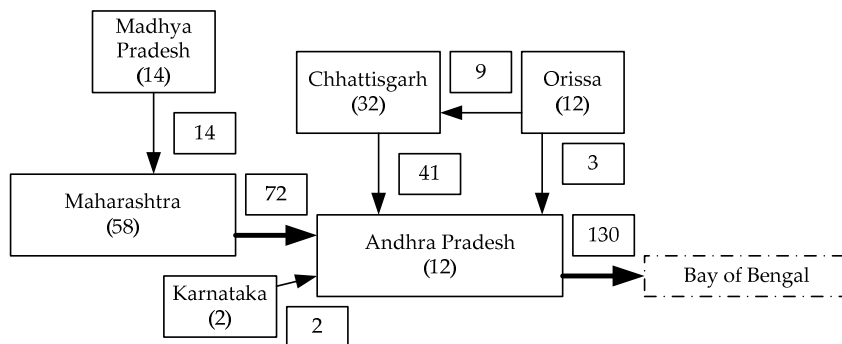 Madhya
Pradesh
(14)
Chhattisgarh
(32)
9
Orissa
(12)
14
41
3
Maharashtra
(58)
72
Andhra Pradesh
(12)
130
Bay of Bengal
Karnataka
(2)
2